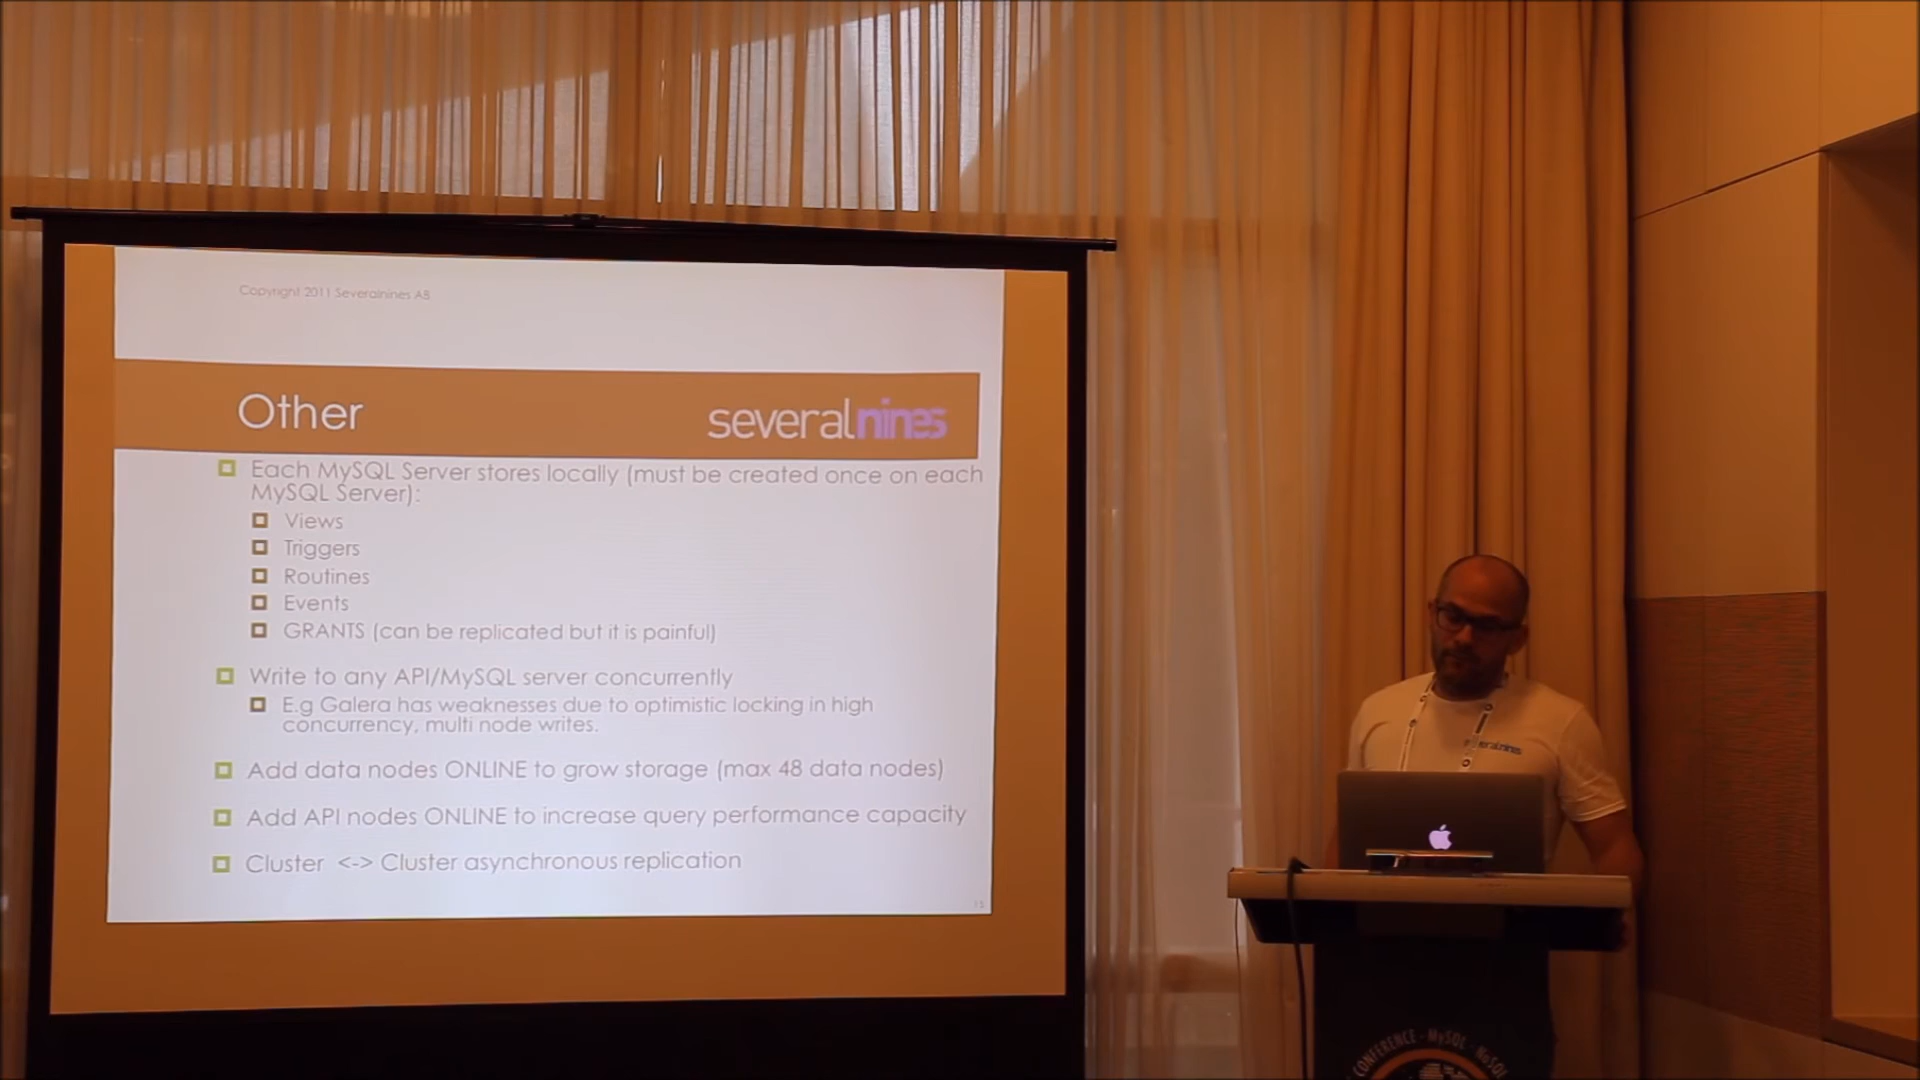 Copyright 2011 Severalnines AB
Other
severalnines
Each MySQL Server stores locally (must be created once on each
MySQL Server):
Views
Triggers
Routines
Events
GRANTS (can be replicated but it is painful)
Write to any API/MySQL server concurrently
E.g Galera has weaknesses due to optimistic locking in high
concurrency, multi node writes.
Add data nodes ONLINE to grow storage (max 48 data nodes)
Add API nodes ONLINE to increase query performance capacity
Cluster <-> Cluster asynchronous replication
15
severalnines
CONFERENCE - MySQL - NoSQL